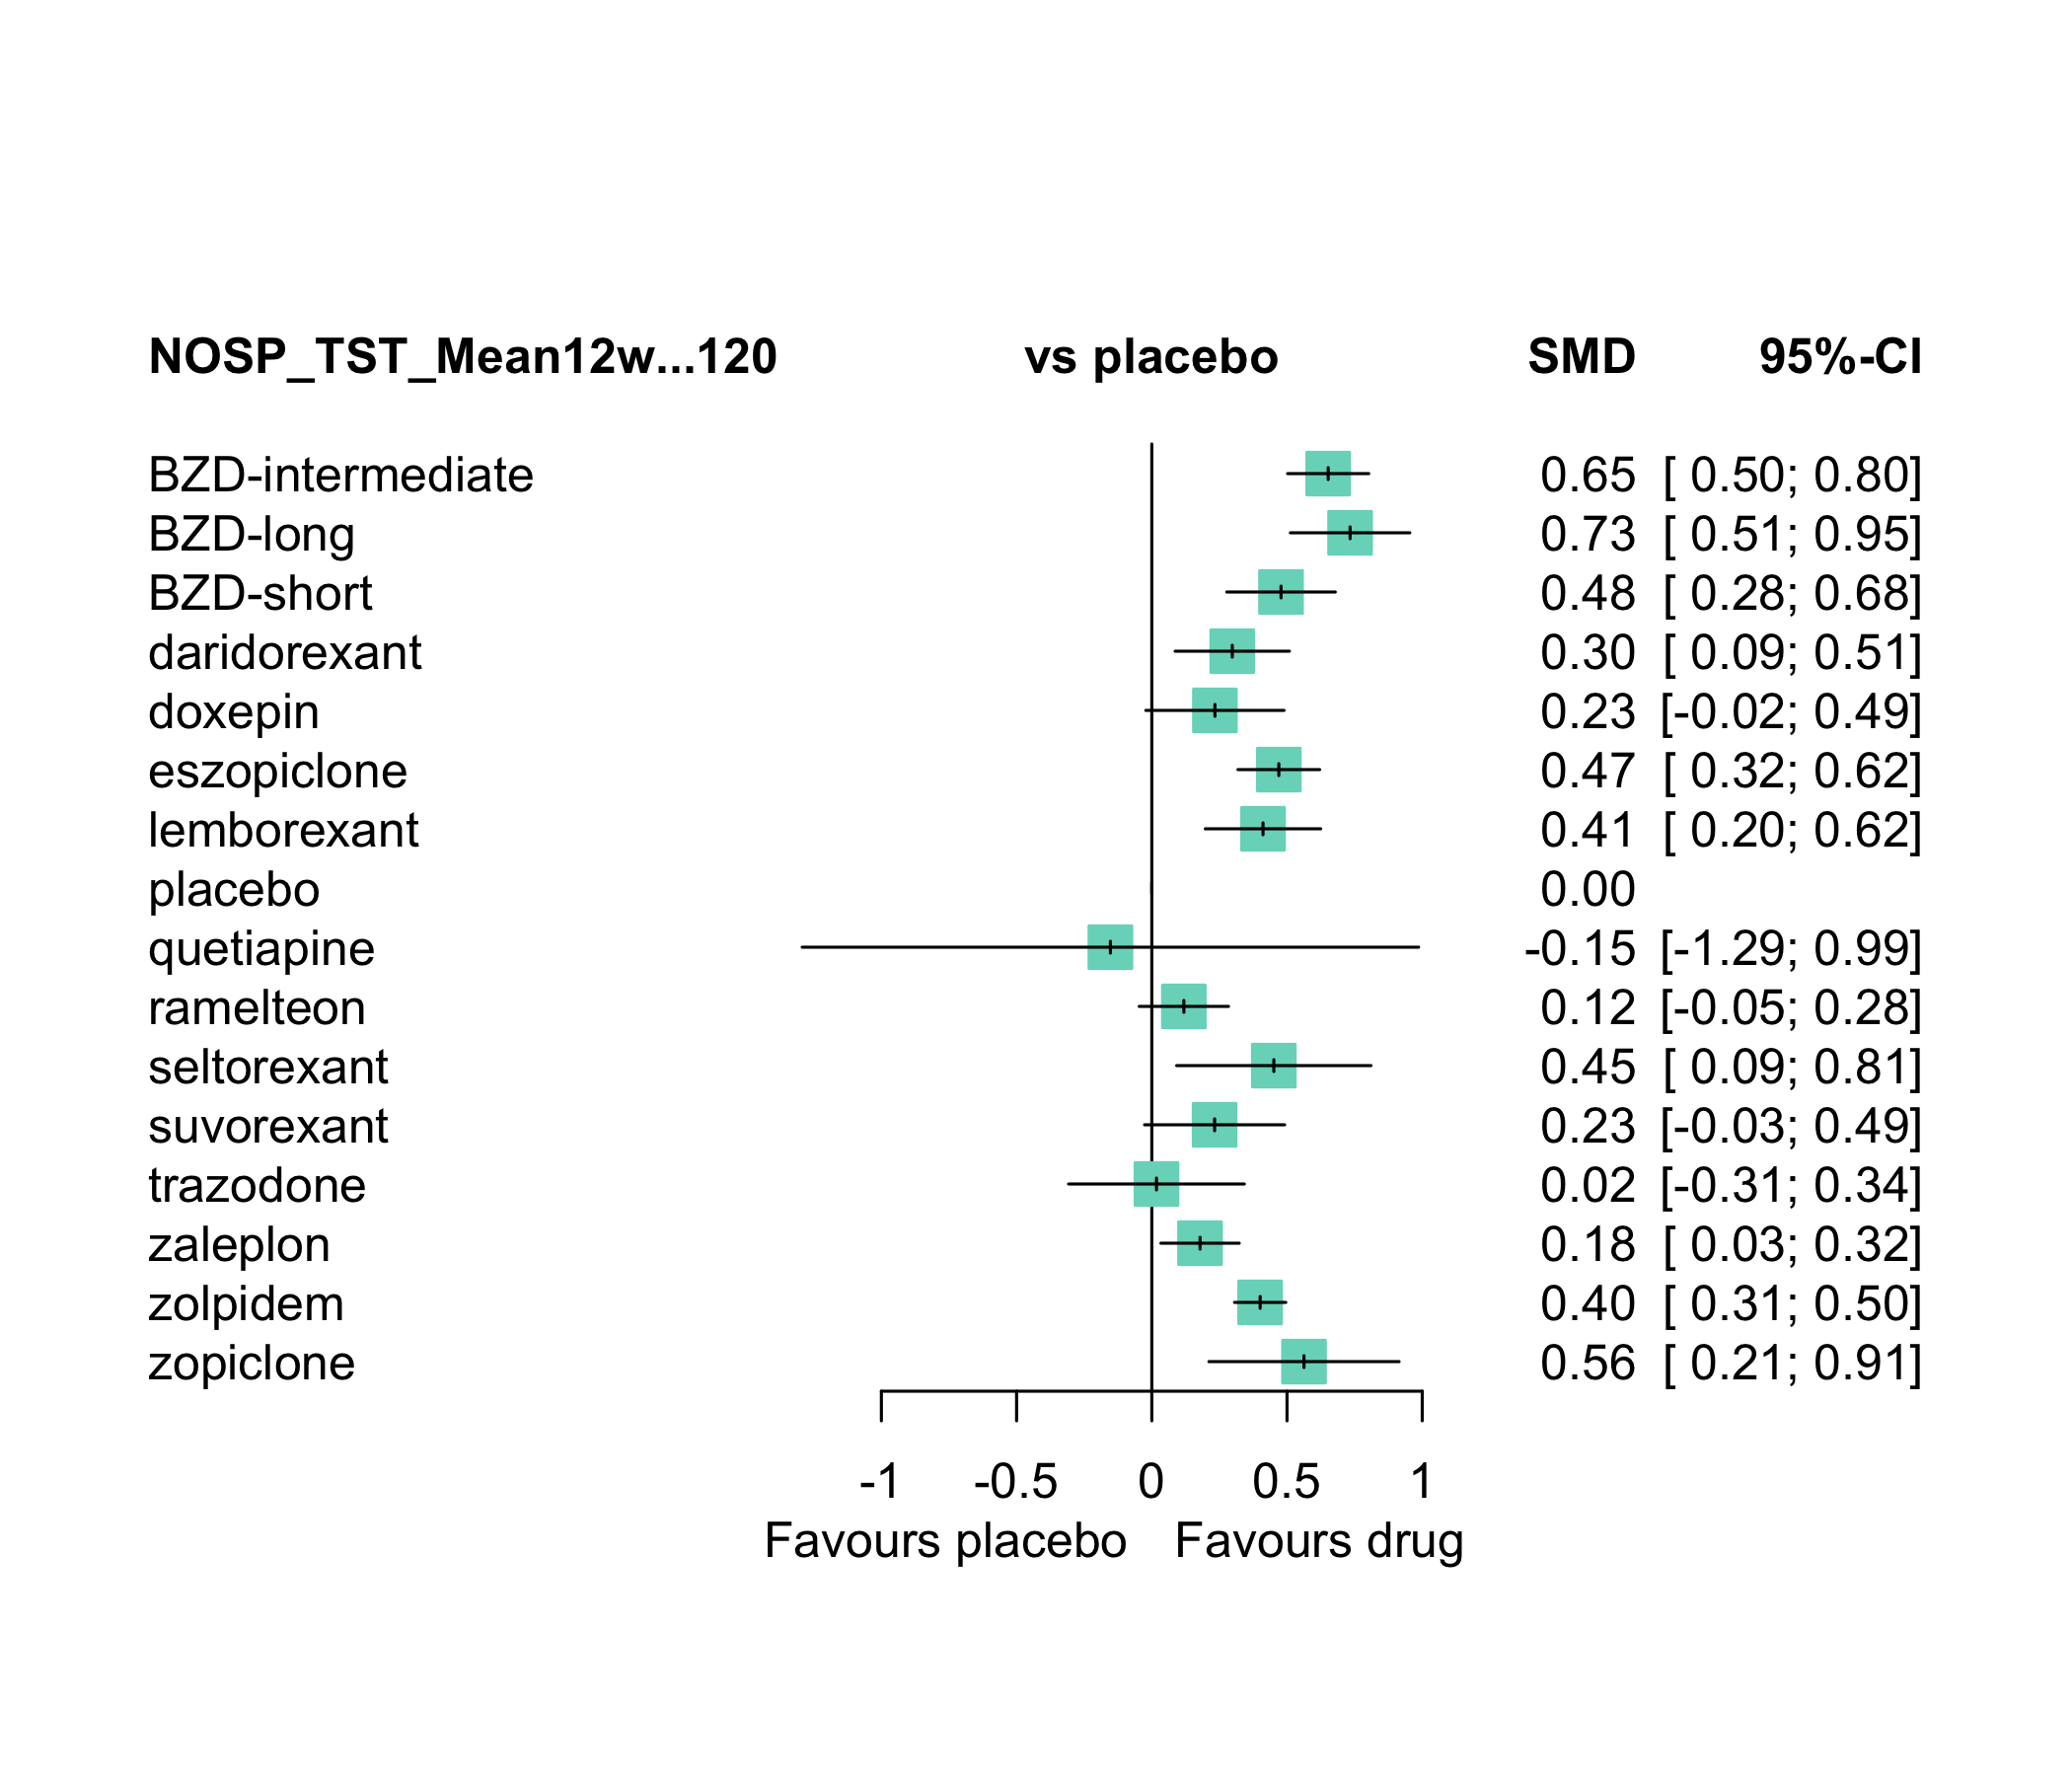 NOSP_TST_Mean12w...120 vs placebo SMD 95%-CI
BZD-intermediate 0.65 [ 0.50; 0.80]
BZD-long 0.73 [ 0.51; 0.95]
BZD-short 0.48 [ 0.28; 0.68]
daridorexant 0.30 [ 0.09; 0.51]
doxepin 0.23 [-0.02; 0.49]
eszopiclone 0.47 [ 0.32; 0.62]
lemborexant 0.41 [ 0.20; 0.62]
placebo 0.00
quetiapine -0.15 [-1.29; 0.99]
ramelteon 0.12 [-0.05; 0.28]
seltorexant 0.45 [ 0.09; 0.81]
suvorexant 0.23 [-0.03; 0.49]
trazodone 0.02 [-0.31; 0.34]
zaleplon 0.18 [ 0.03; 0.32]
zolpidem 0.40 [ 0.31; 0.50]
zopiclone 0.56 [ 0.21; 0.91]
-1 -0.5 0 0.5 1
Favours placebo Favours drug